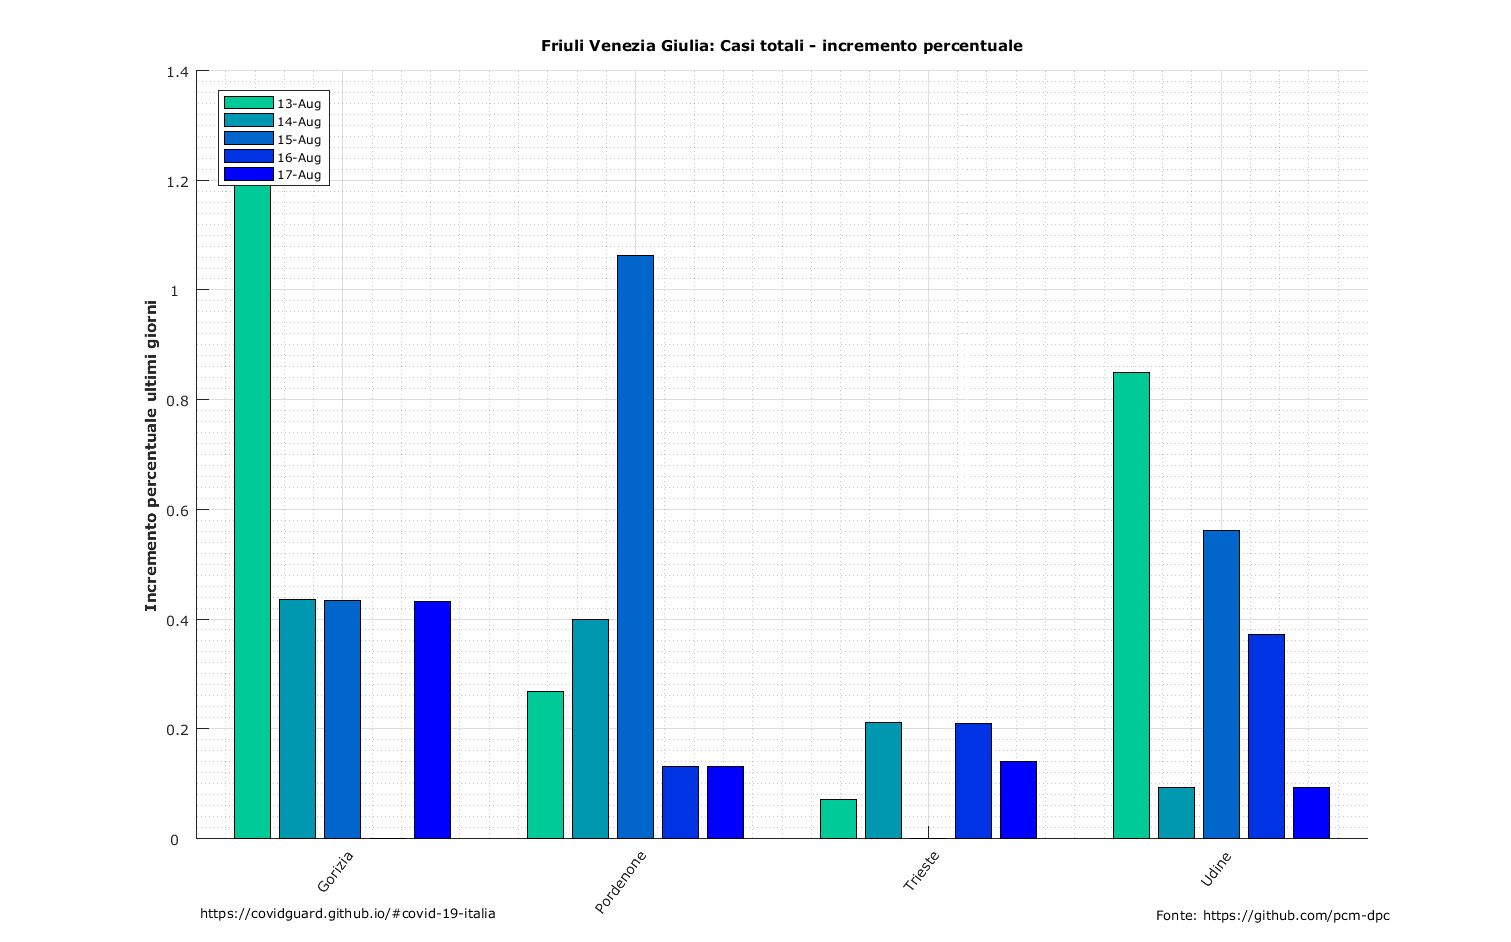 Friuli Venezia Giulia: Casi totali - incremento percentuale
1.4
1.2
1
0.8
0.6
0.4
0.2
0
Incremento percentuale ultimi giorni
13-Aug
14-Aug
15-Aug
16-Aug
17-Aug
Gorizia
Pordenone
Trieste
Udine
https://covidguard.github.io/#covid-19-italia
Fonte: https://github.com/pcm-dpc